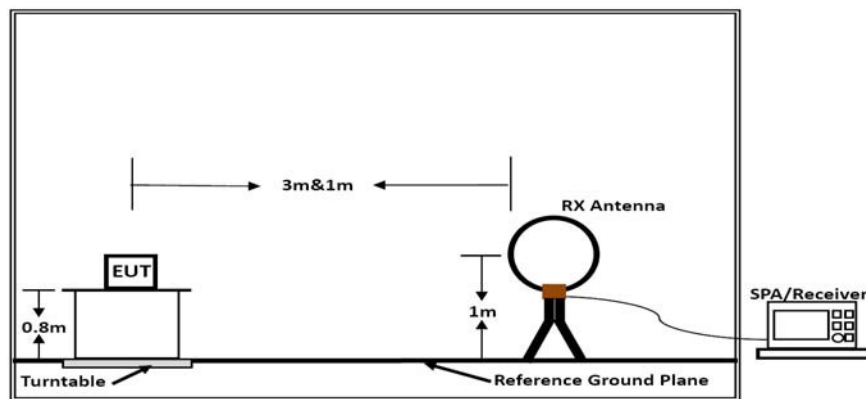 3m&1m
RX Antenna
EUT
SPA/Receiver
0.8m
1m
Turntable
Reference Ground Plane